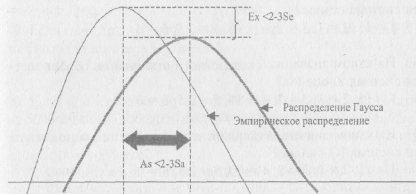 Ex <2-3Se
Распределение Гаусса
Эмпирическое распределение
As <2-3Sa